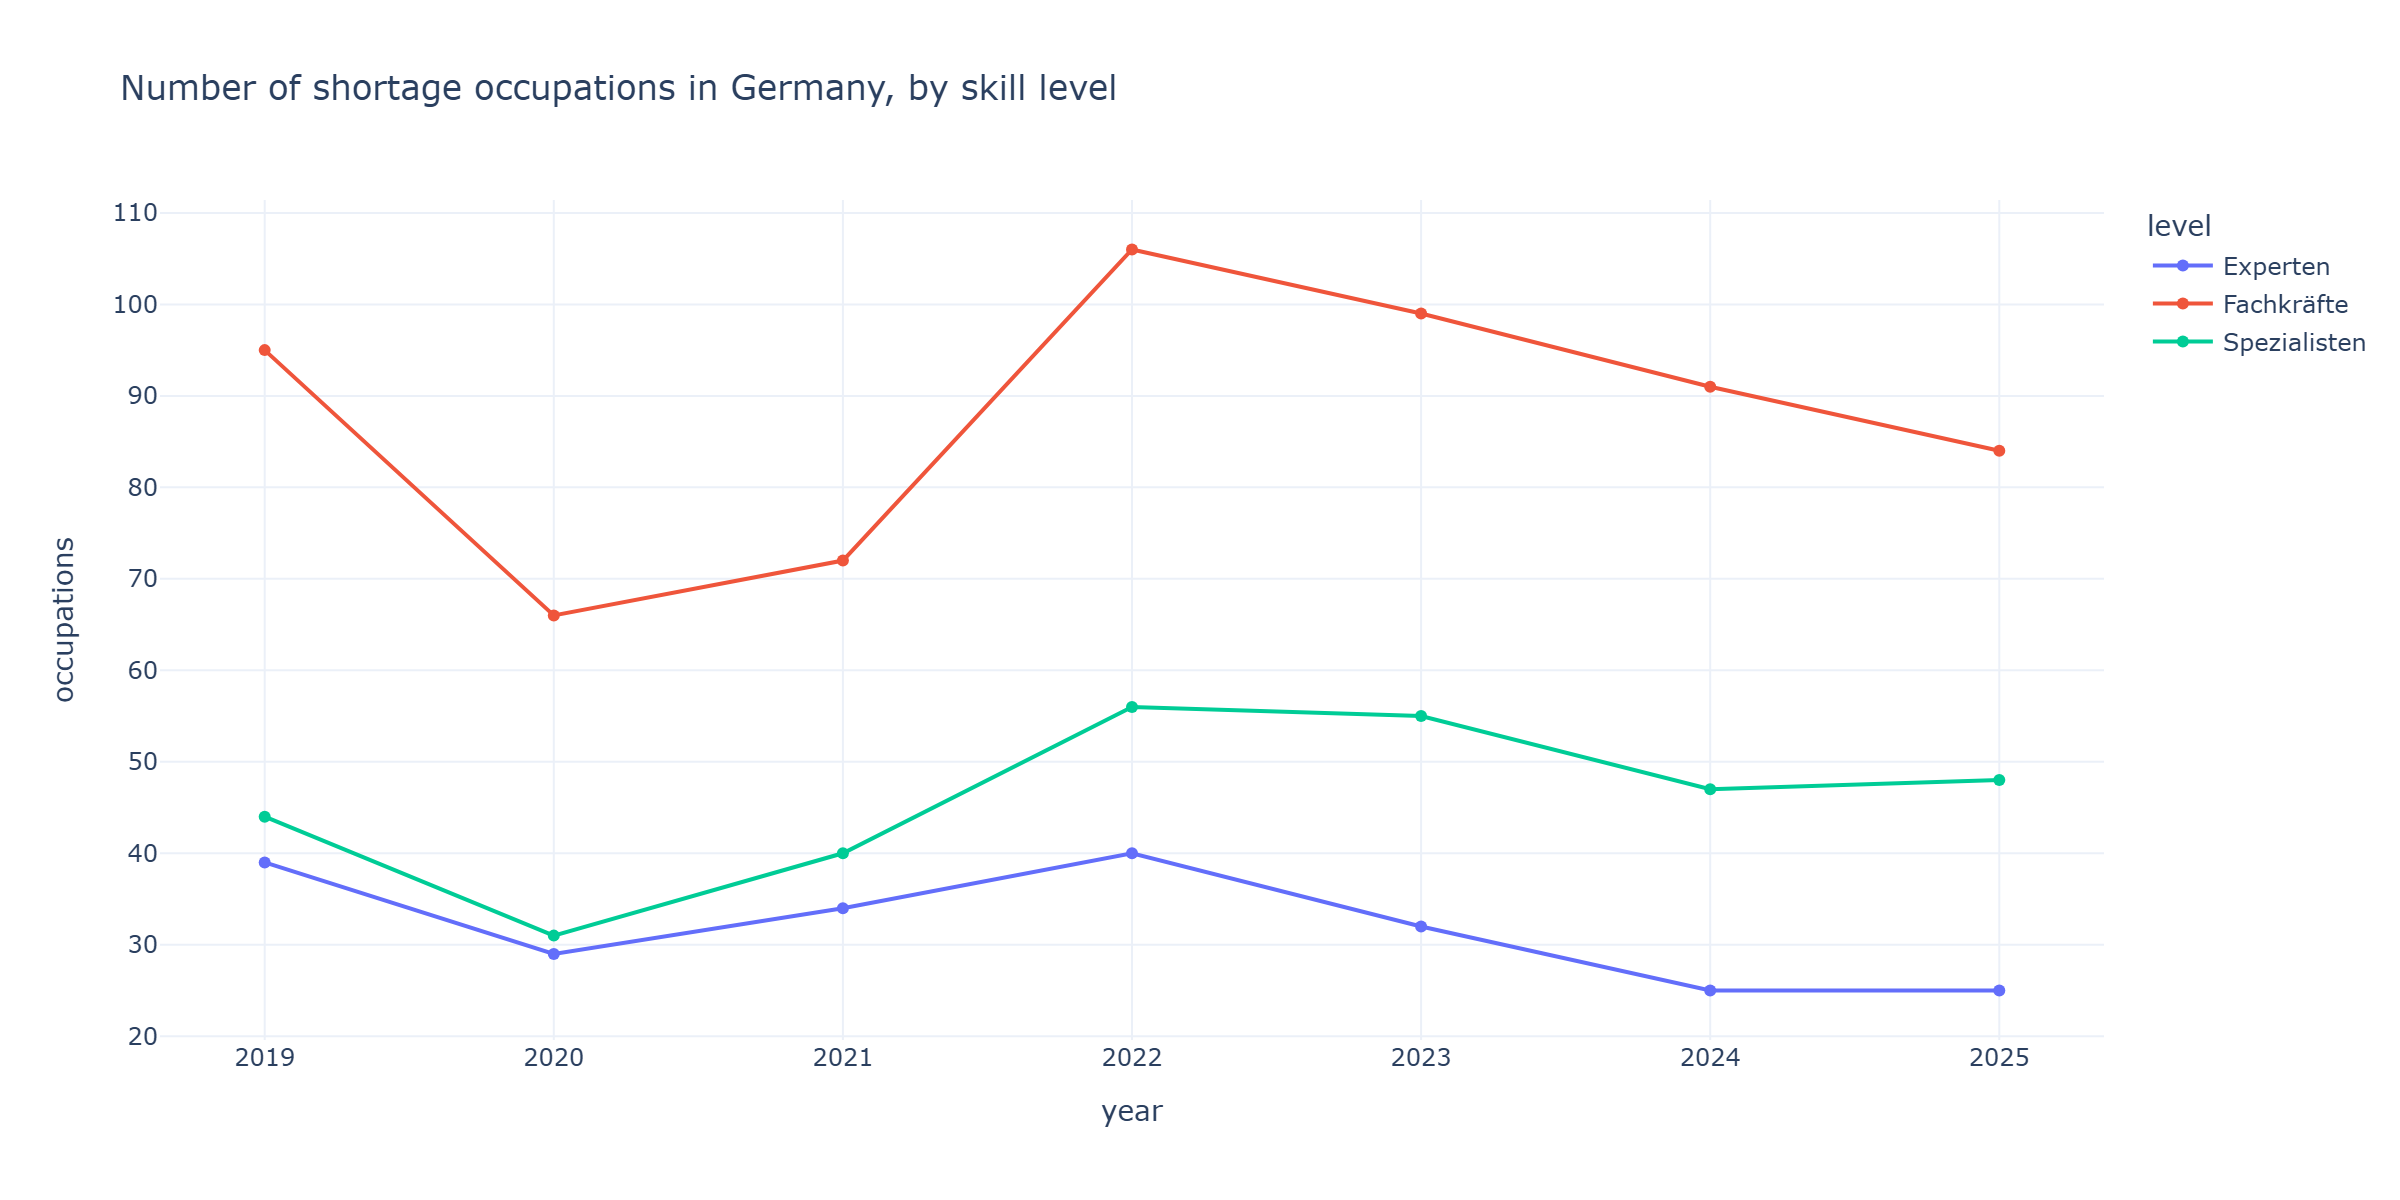 Number of shortage occupations in Germany, by skill level
110
100
90
80
70
60
50
40
30
20
occupations
2019
2020
2021
2022
2023
2024
2025
year
level
Experten
Fachkräfte
Spezialisten